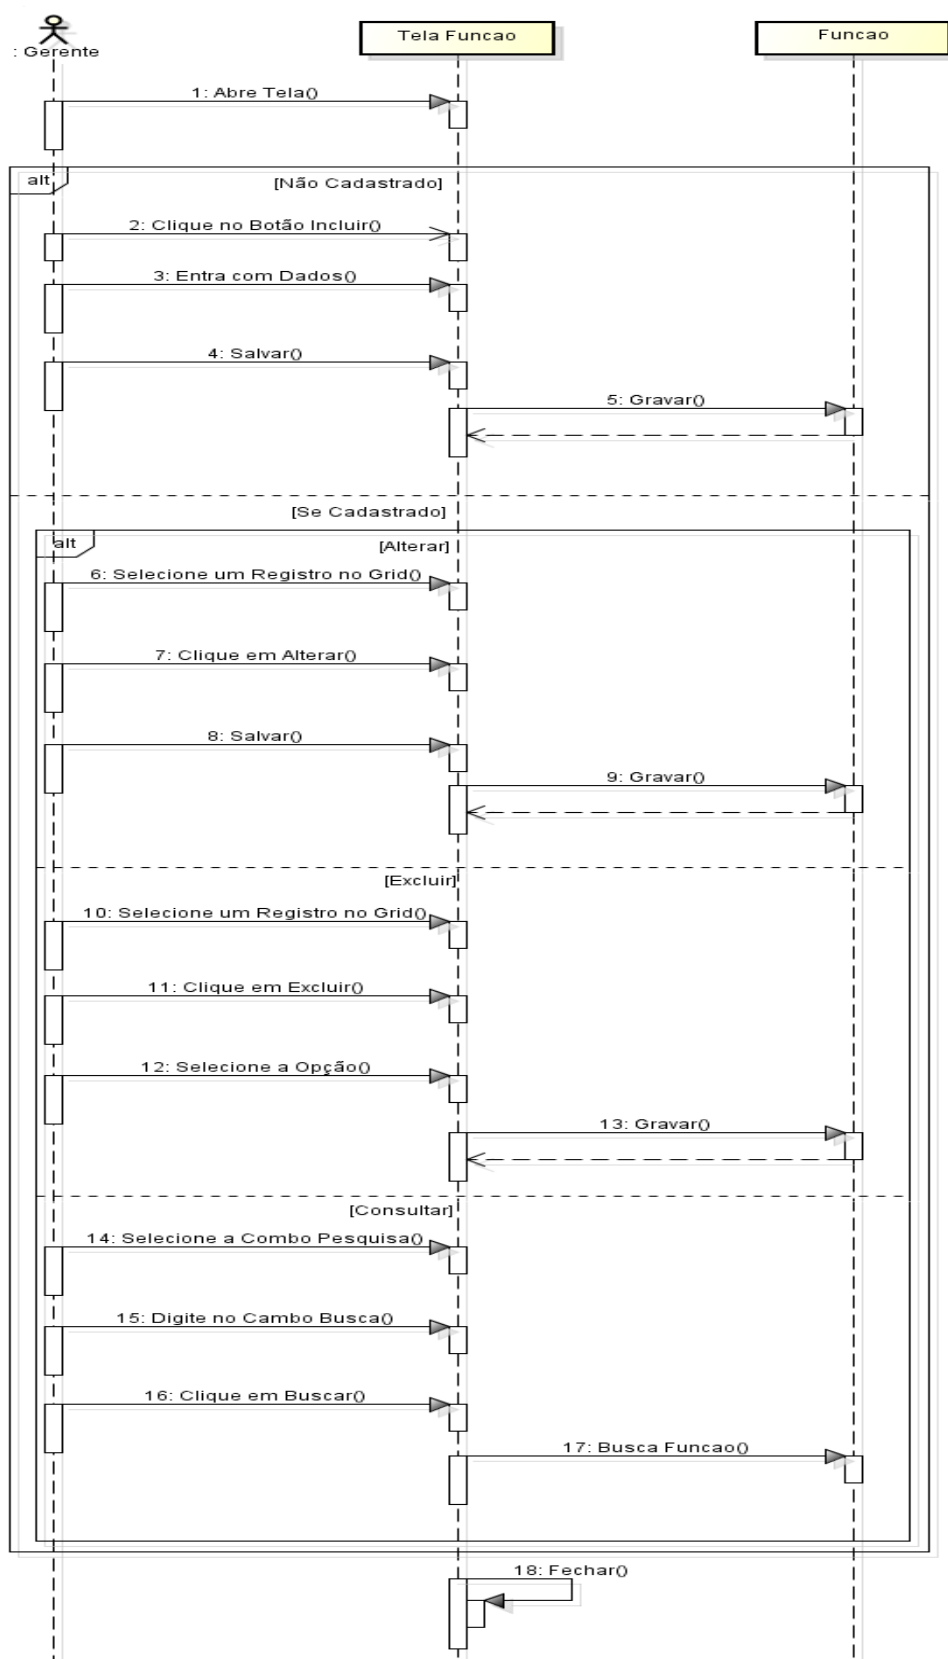 : Gerente
Tela Funcao
Funcao
1: Abre Tela()
alt
[Não Cadastrado]
2: Clique no Botão Incluir()
3: Entra com Dados()
4: Salvar()
5: Gravar()
[Se Cadastrado]
alt
[Alterar]
6: Selecione um Registro no Grid()
7: Clique em Alterar()
8: Salvar()
9: Gravar()
[Excluir]
10: Selecione um Registro no Grid()
11: Clique em Excluir()
12: Selecione a Opção()
13: Gravar()
[Consultar]
14: Selecione a Combo Pesquisa()
15: Digite no Cambo Busca()
16: Clique em Buscar()
17: Busca Funcao()
18: Fechar()